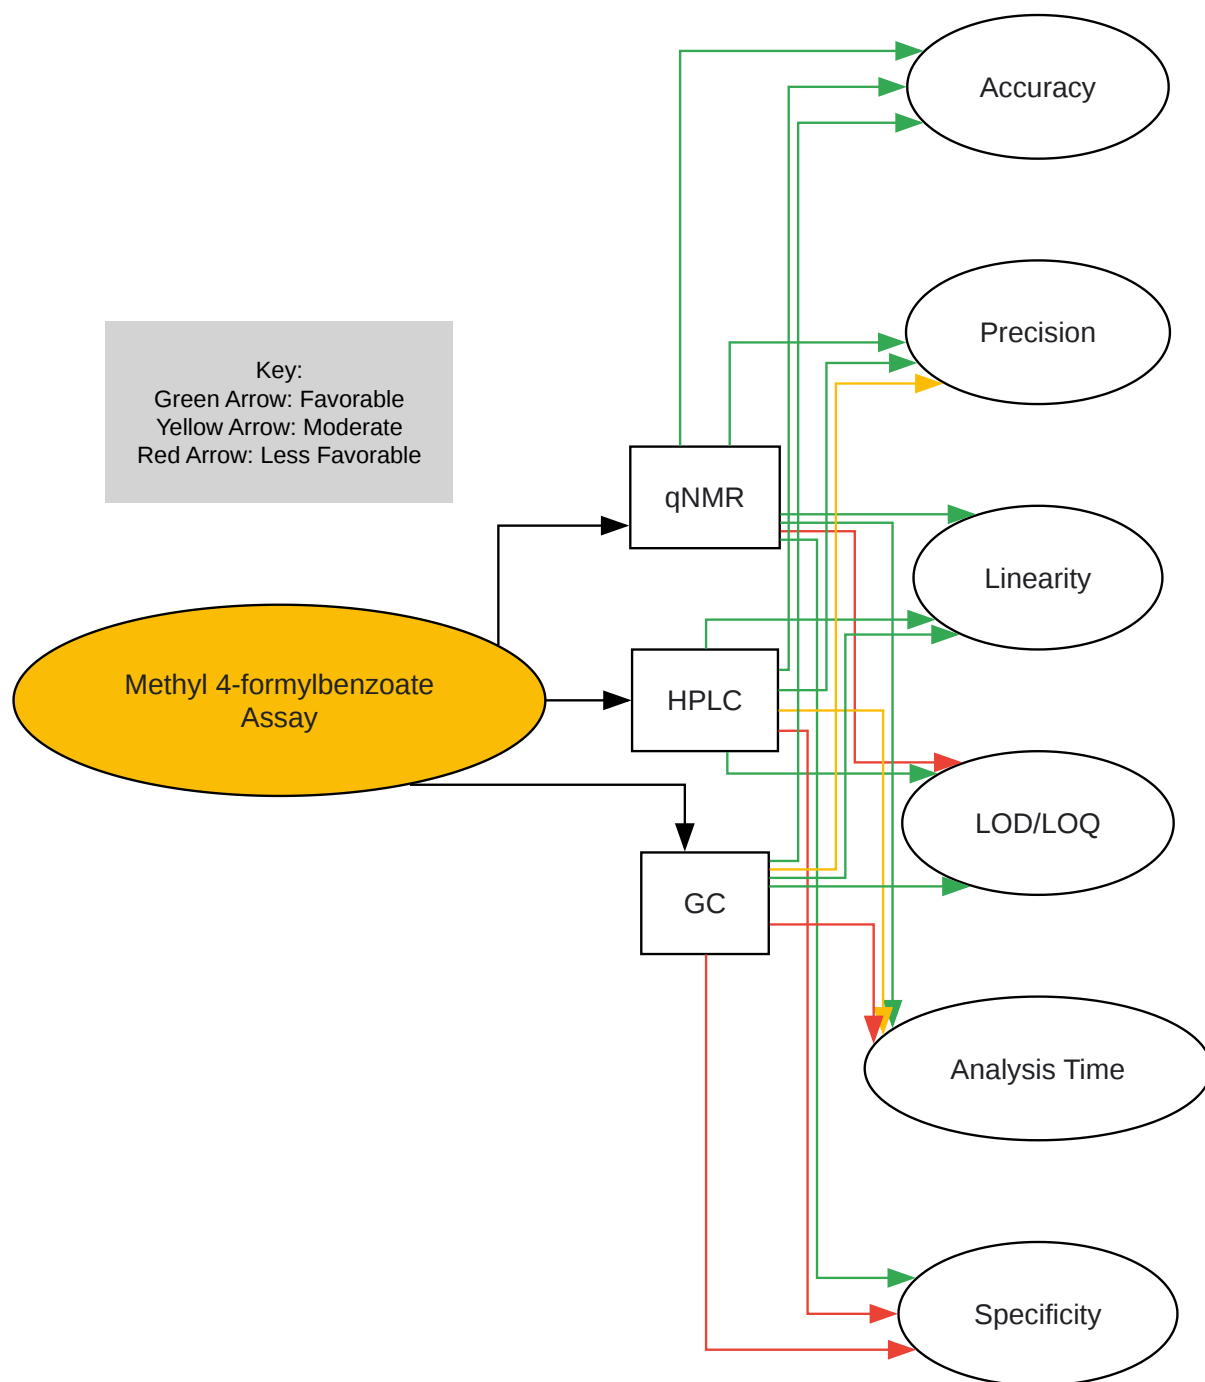 Key:
Green Arrow: Favorable
Yellow Arrow: Moderate
Red Arrow: Less Favorable
Methyl 4-formylbenzoate
Assay
qNMR
HPLC
GC
Accuracy
Precision
Linearity
LOD/LOQ
Analysis Time
Specificity